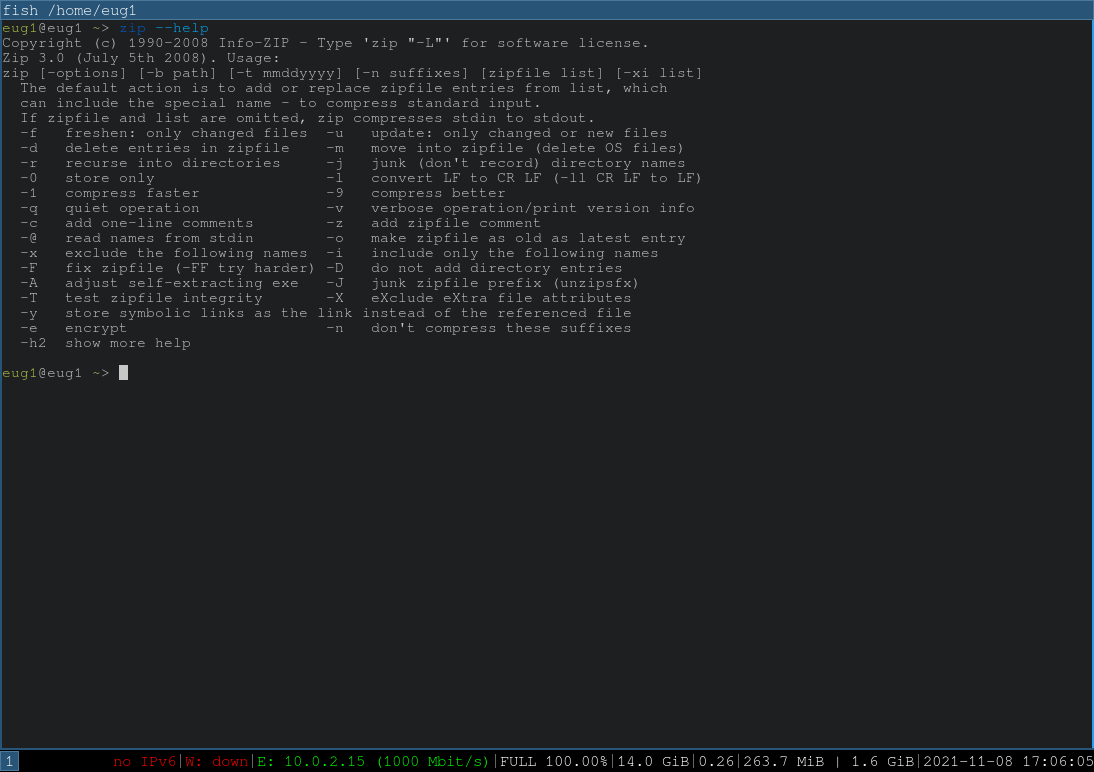 fish /home/eug1
eug1@eug1 ~> zip --help
Copyright (c) 1990-2008 Info-ZIP - Type 'zip "-L"' for software license.
Zip 3.0 (July 5th 2008). Usage:
zip [-options] [-b path] [-t mmddyyyy] [-n suffixes] [zipfile list] [-xi list]
  The default action is to add or replace zipfile entries from list, which
  can include the special name - to compress standard input.
  If zipfile and list are omitted, zip compresses stdin to stdout.
  -f   freshen: only changed files  -u   update: only changed or new files
  -d   delete entries in zipfile    -m   move into zipfile (delete OS files)
  -r   recurse into directories     -j   junk (don't record) directory names
  -0   store only                   -l   convert LF to CR LF (-ll CR LF to LF)
  -1   compress faster              -9   compress better
  -q   quiet operation              -v   verbose operation/print version info
  -c   add one-line comments        -z   add zipfile comment
  -@   read names from stdin        -o   make zipfile as old as latest entry
  -x   exclude the following names  -i   include only the following names
  -F   fix zipfile (-FF try harder) -D   do not add directory entries
  -A   adjust self-extracting exe   -J   junk zipfile prefix (unzipsfx)
  -T   test zipfile integrity       -X   eXclude eXtra file attributes
  -y   store symbolic links as the link instead of the referenced file
  -e   encrypt                      -n   don't compress these suffixes
  -h2  show more help
eug1@eug1 ~>
1 no IPv6|W: down|E: 10.0.2.15 (1000 Mbit/s)|FULL 100.00%|14.0 GiB|0.26|263.7 MiB | 1.6 GiB|2021-11-08 17:06:05